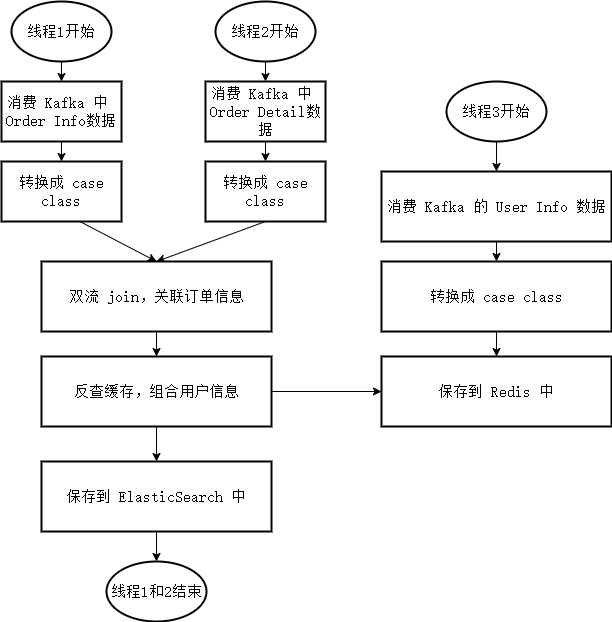 线程1开始
消费 Kafka 中
Order Info数据
转换成 case
class
线程2开始
消费 Kafka 中
Order Detail数
据
转换成 case
class
双流 join，关联订单信息
反查缓存，组合用户信息
保存到 ElasticSearch 中
线程1和2结束
线程3开始
消费 Kafka 的 User Info 数据
转换成 case class
保存到 Redis 中